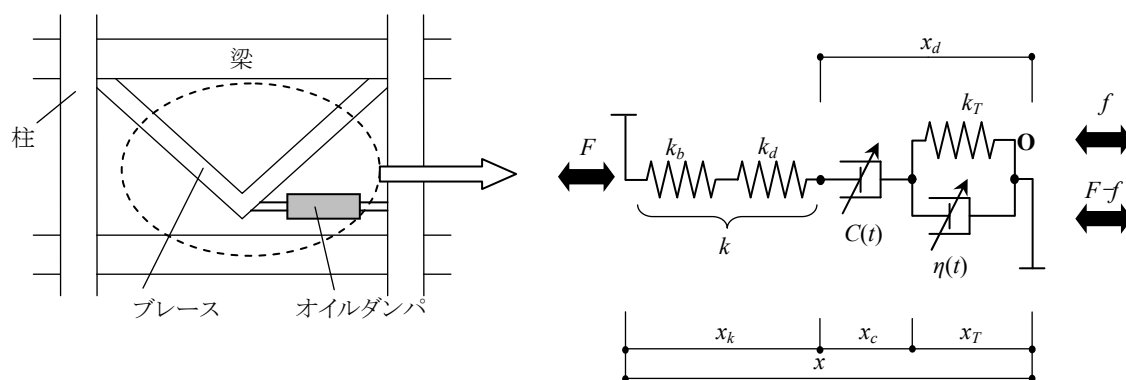 梁
柱
ブレース
オイルダンパ
x_d
k_T
O
f
F
k_b
k_d
F-f
k
C(t)
η(t)
x_k
x_c
x_T
x